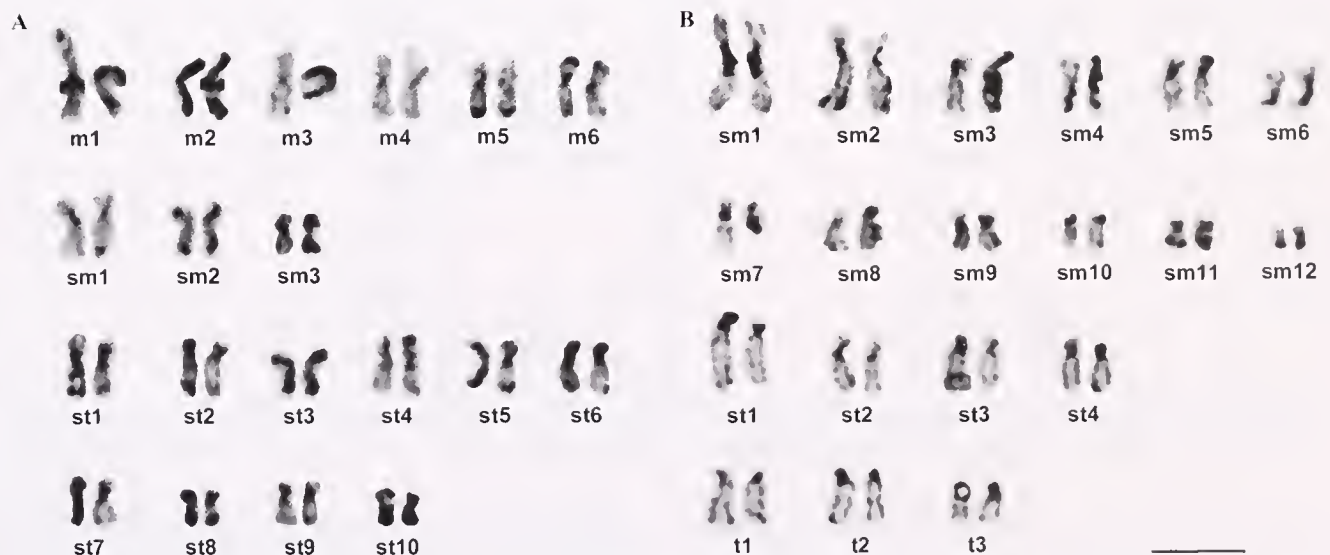 A
m1 m2 m3 m4 m5 m6
sm1 sm2 sm3
st1 st2 st3 st4 st5 st6
st7 st8 st9 st10
B
sm1 sm2 sm3 sm4 sm5 sm6
sm7 sm8 sm9 sm10 sm11 sm12
st1 st2 st3 st4
t1 t2 t3